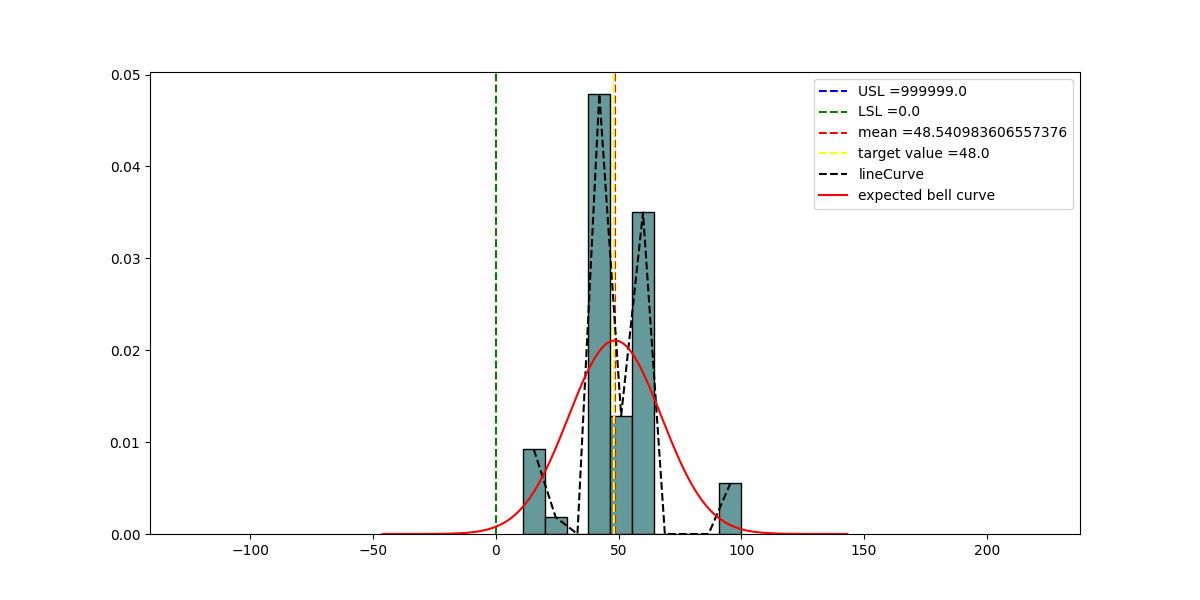 0.05
0.04
0.03
0.02
0.01
0.00
−100
−50
0
50
100
150
200
USL =999999.0
LSL =0.0
mean =48.540983606557376
target value =48.0
lineCurve
expected bell curve